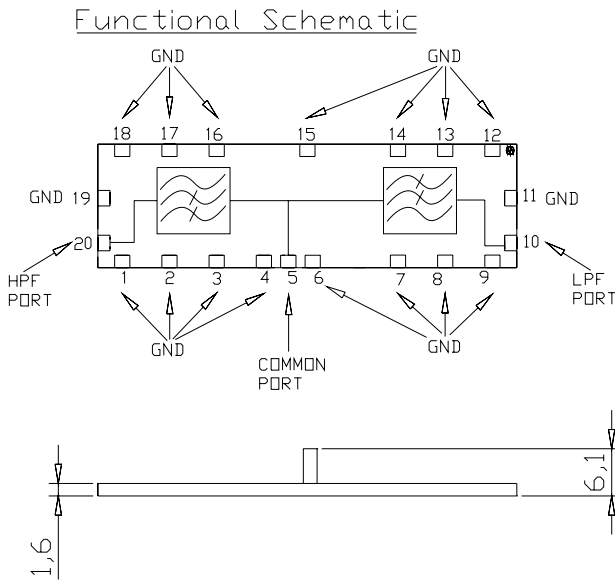 Functional Schematic
GND GND
18 17 16 15 14 13 12
GND 19 11 GND
20 10
HPF
PORT
LPF
PORT
1 2 3 4 5 6 7 8 9
GND GND
COMMON
PORT
1,6
6,1